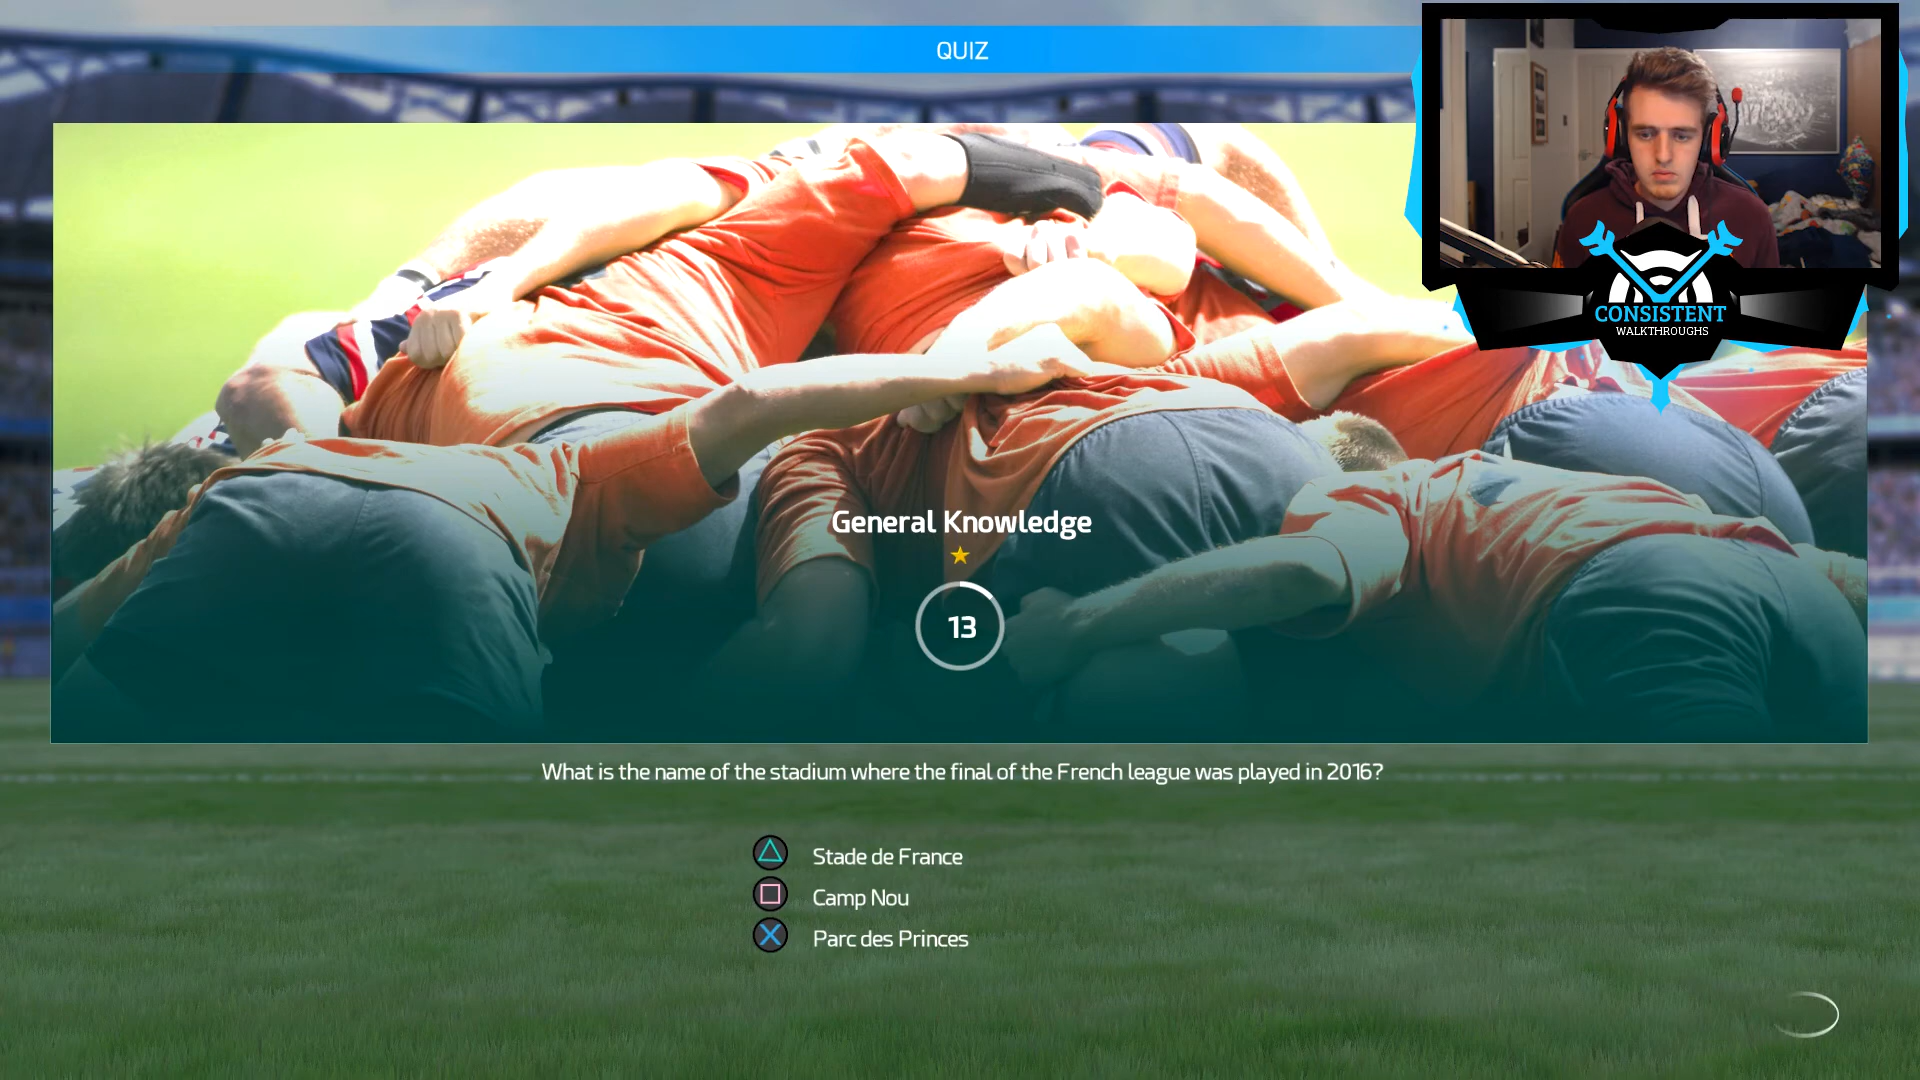 QUIZ
CONSISTENT
WALKTHROUGHS
General Knowledge
13
What is the name of the stadium where the final of the French league was played in 2016?
Stade de France
Camp Nou
Parc des Princes